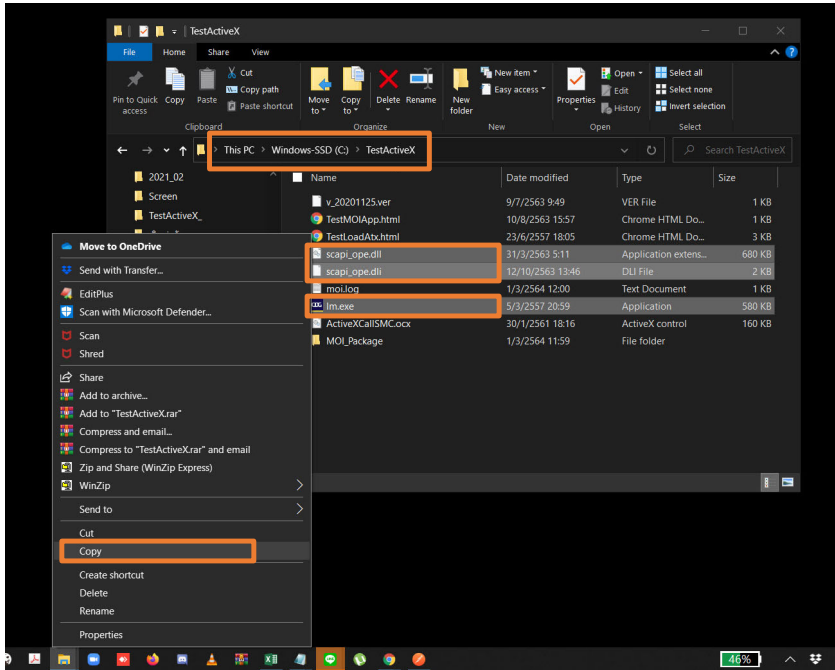 TestActiveX
File Home Share View
Pin to Quick access
Copy
Paste
Cut
Copy path
Paste shortcut
Clipboard
Move to
Copy to
Delete
Rename
Organize
New folder
New item
Easy access
New
Properties
Open
Edit
History
Open
Select all
Select none
Invert selection
Select
This PC > Windows-SSD (C:) > TestActiveX
Search TestActiveX
2021_02
Screen
TestActiveX_
Name Date modified Type Size
v_20201125.ver 9/7/2563 9:49 VER File 1 KB
TestMOIApp.html 10/8/2563 15:57 Chrome HTML Do... 1 KB
TestLoadAtx.html 23/6/2557 18:05 Chrome HTML Do... 3 KB
scapi_ope.dll 31/3/2563 5:11 Application extens... 680 KB
scapi_ope.dli 12/10/2563 13:46 DLI File 2 KB
moi.log 1/3/2564 12:00 Text Document 1 KB
lm.exe 5/3/2557 20:59 Application 580 KB
ActiveXCallSMC.ocx 30/1/2561 18:16 ActiveX control 160 KB
MOI_Package 1/3/2564 11:59 File folder
Move to OneDrive
Send with Transfer...
EditPlus
Scan with Microsoft Defender...
Scan
Shred
Share
Add to archive...
Add to "TestActiveX.rar"
Compress and email...
Compress to "TestActiveX.rar" and email
Zip and Share (WinZip Express)
WinZip
Send to
Cut
Copy
Create shortcut
Delete
Rename
Properties
46%